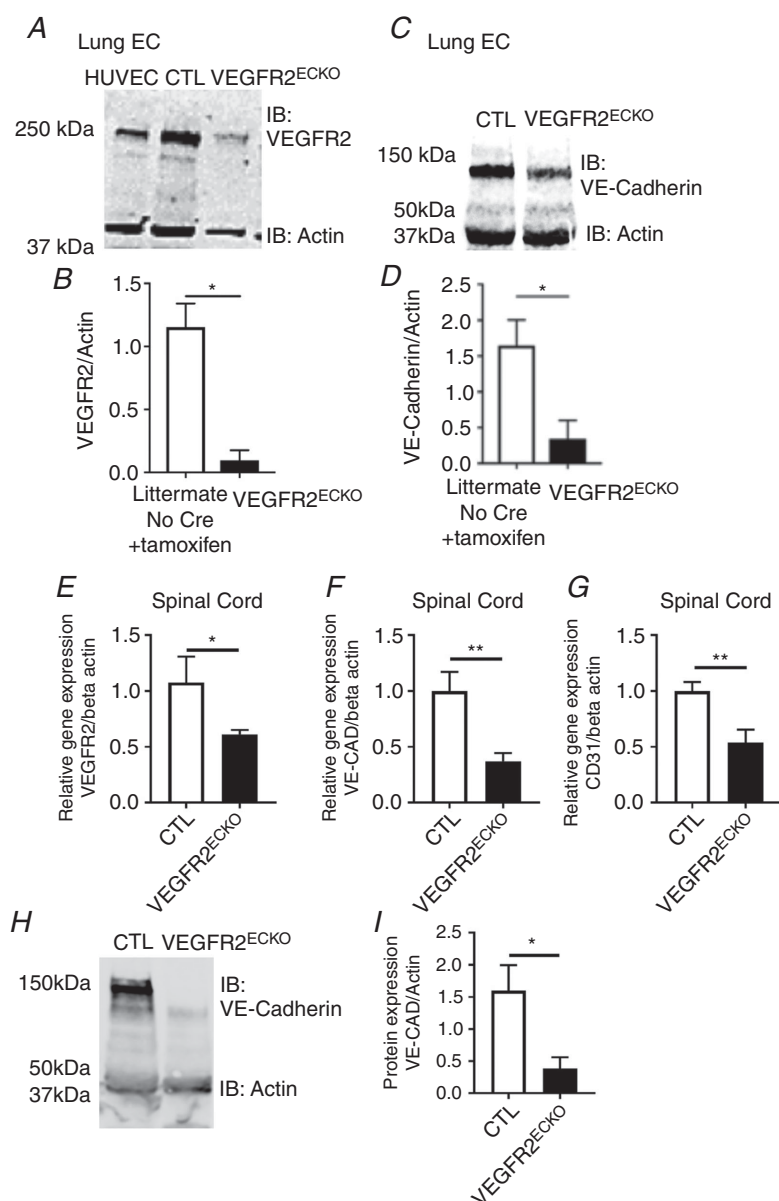 A Lung EC
HUVEC CTL VEGFR2ECKO
250 kDa
IB:
VEGFR2
37 kDa
IB: Actin
C Lung EC
CTL VEGFR2ECKO
150 kDa
IB:
VE-Cadherin
50kDa
37kDa
IB: Actin
B
VEGFR2/Actin
1.5
1.0
0.5
0.0
*
Littermate
No Cre
+tamoxifen
VEGFR2ECKO
D
VE-Cadherin/Actin
2.5
2.0
1.5
1.0
0.5
0.0
*
Littermate
No Cre
+tamoxifen
VEGFR2ECKO
E Spinal Cord
Relative gene expression
VEGFR2/beta actin
1.5
1.0
0.5
0.0
*
CTL
VEGFR2ECKO
F Spinal Cord
Relative gene expression
VE-CAD/beta actin
1.5
1.0
0.5
0.0
**
CTL
VEGFR2ECKO
G Spinal Cord
Relative gene expression
CD31/beta actin
1.5
1.0
0.5
0.0
**
CTL
VEGFR2ECKO
H
CTL VEGFR2ECKO
150kDa
IB:
VE-Cadherin
50kDa
37kDa
IB: Actin
I
Protein expression
VE-CAD/Actin
2.5
2.0
1.5
1.0
0.5
0.0
*
CTL
VEGFR2ECKO